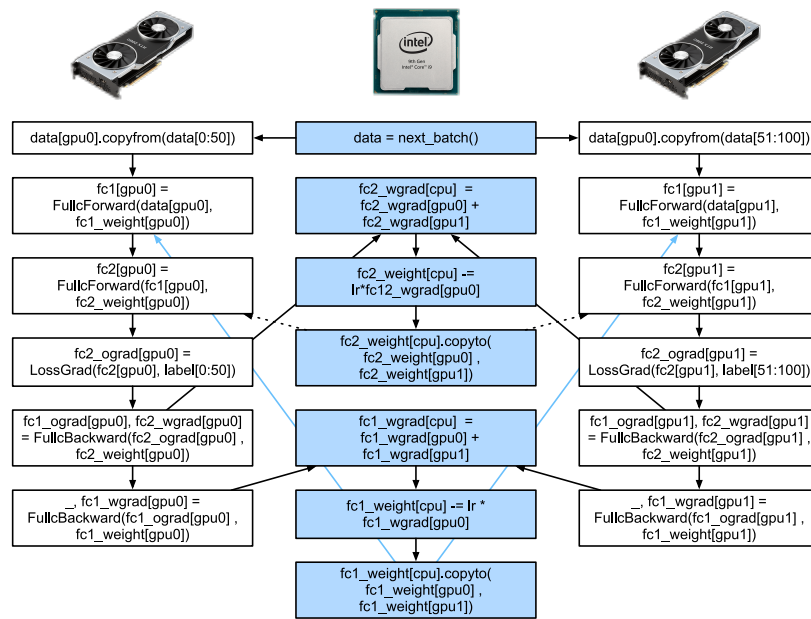 intel
9th Gen
Intel® Core™ i9
data[gpu0].copyfrom(data[0:50])
data = next_batch()
data[gpu0].copyfrom(data[51:100])
fc1[gpu0] =
FullcForward(data[gpu0],
fc1_weight[gpu0])
fc2_wgrad[cpu]  =
fc2_wgrad[gpu0] +
fc2_wgrad[gpu1]
fc1[gpu1] =
FullcForward(data[gpu1],
fc1_weight[gpu1])
fc2[gpu0] =
FullcForward(fc1[gpu0],
fc2_weight[gpu0])
fc2_weight[cpu] -=
lr*fc12_wgrad[gpu0]
fc2[gpu1] =
FullcForward(fc1[gpu1],
fc2_weight[gpu1])
fc2_ograd[gpu0] =
LossGrad(fc2[gpu0], label[0:50])
fc2_weight[cpu].copyto(
fc2_weight[gpu0] ,
fc2_weight[gpu1])
fc2_ograd[gpu1] =
LossGrad(fc2[gpu1], label[51:100])
fc1_ograd[gpu0], fc2_wgrad[gpu0]
= FullcBackward(fc2_ograd[gpu0] ,
fc2_weight[gpu0])
fc1_wgrad[cpu]  =
fc1_wgrad[gpu0] +
fc1_wgrad[gpu1]
fc1_ograd[gpu1], fc2_wgrad[gpu1]
= FullcBackward(fc2_ograd[gpu1] ,
fc2_weight[gpu1])
_, fc1_wgrad[gpu0] =
FullcBackward(fc1_ograd[gpu0] ,
fc1_weight[gpu0])
fc1_weight[cpu] -= lr *
fc1_wgrad[gpu0]
_, fc1_wgrad[gpu1] =
FullcBackward(fc1_ograd[gpu1] ,
fc1_weight[gpu1])
fc1_weight[cpu].copyto(
fc1_weight[gpu0] ,
fc1_weight[gpu1])